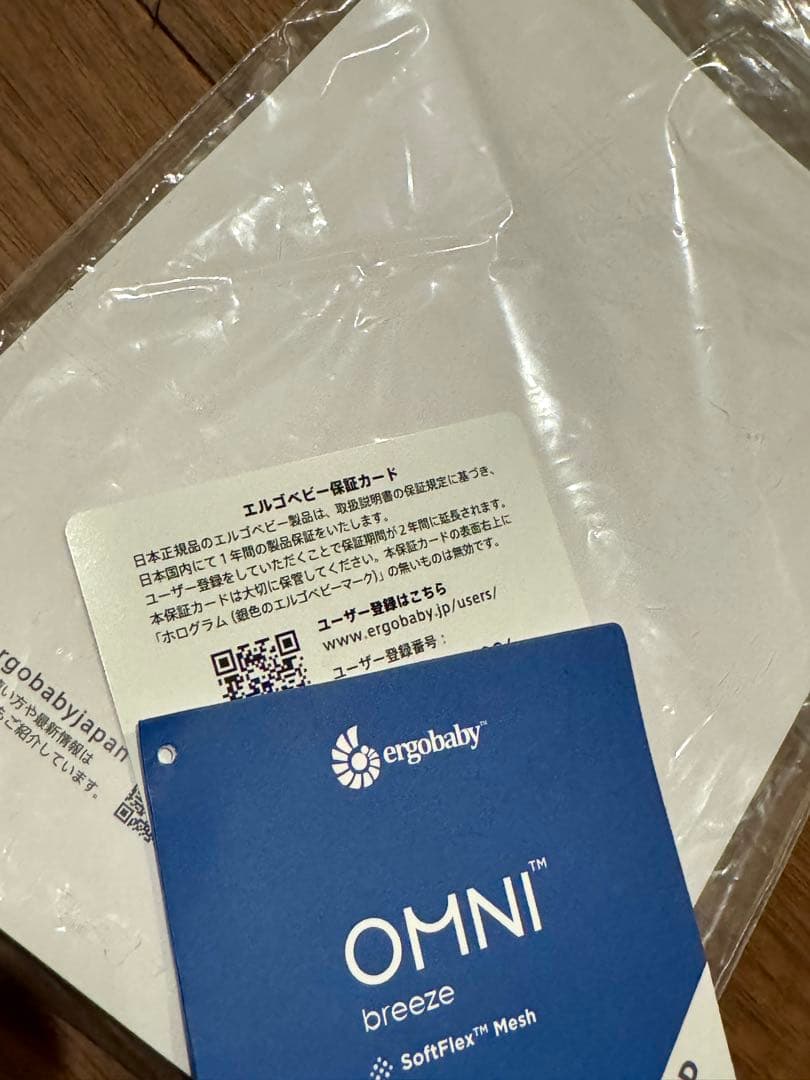 エルゴベビー保証カード
日本正規品のエルゴベビー製品は、取扱説明書の保証規定に基づき、
日本国内にて1年間の製品保証をいたします。
ユーザー登録をしていただくことで保証期間が2年間に延長されます。
本保証カードは大切に保管してください。本保証カードの表面右上に
「ホログラム(銀色のエルゴベビーマーク)」の無いものは無効です。
ユーザー登録はこちら
www.ergobaby.jp/users/
ユーザー登録番号：
rgobabyjapan
い方や最新情報は
もご紹介しています。
ergobaby™
OMNI™
breeze
SoftFlex™ Mesh